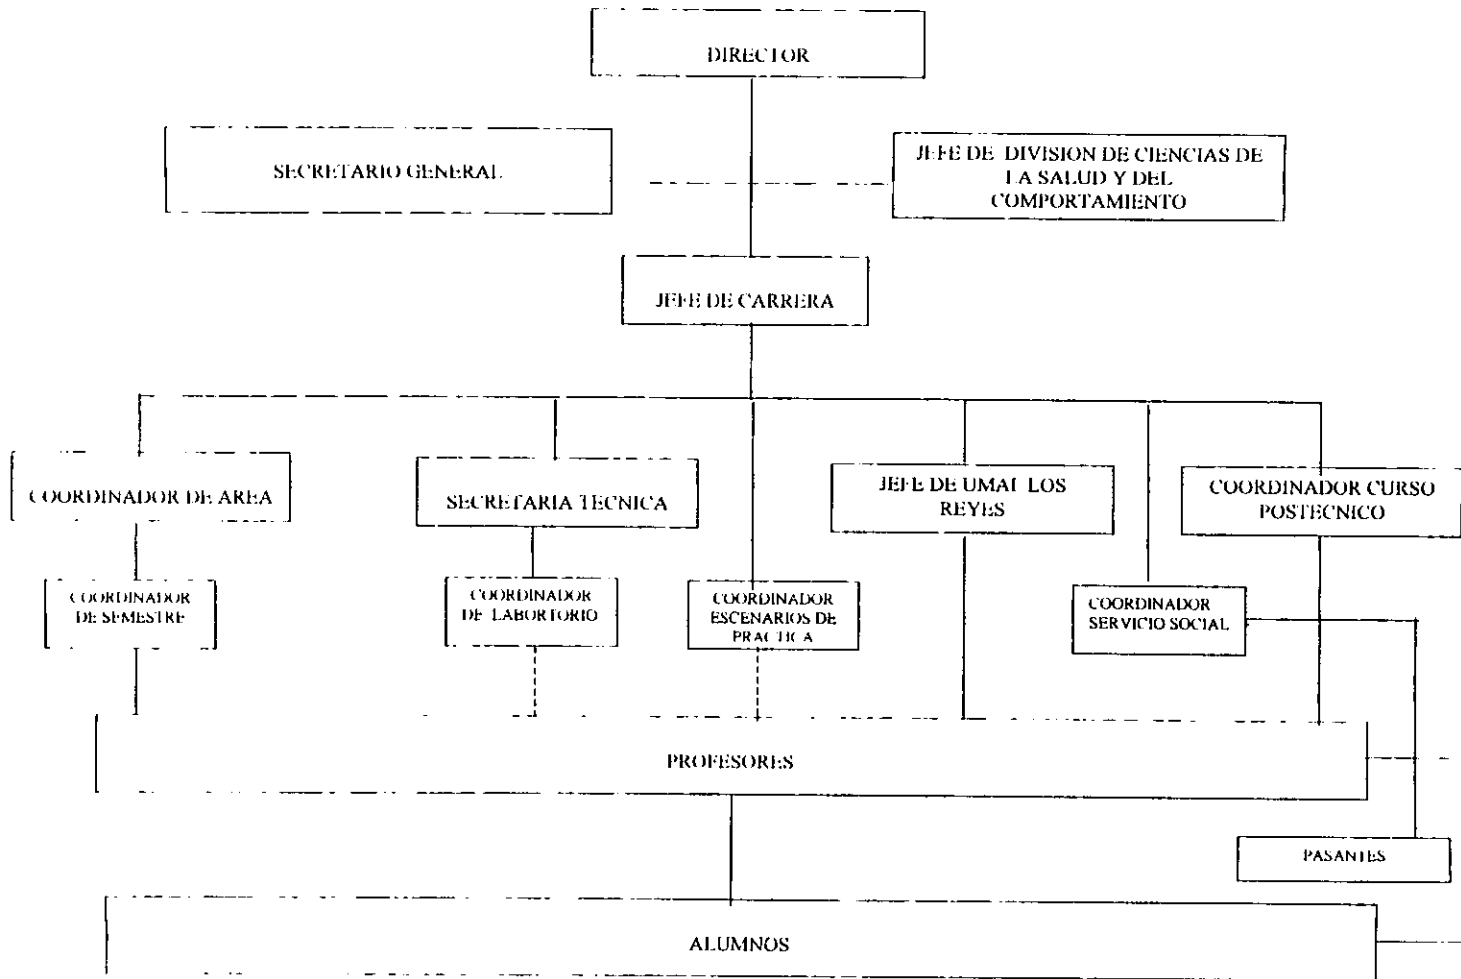 DIRECTOR
SECRETARIO GENERAL
JEFE DE DIVISION DE CIENCIAS DE
LA SALUD Y DEL
COMPORTAMIENTO
JEFE DE CARRERA
COORDINADOR DE AREA
SECRETARIA TECNICA
JEFE DE UMAI LOS
REYES
COORDINADOR CURSO
POSTECNICO
COORDINADOR
DE SEMESTRE
COORDINADOR
DE LABORTORIO
COORDINADOR
ESCENARIOS DE
PRACTICA
COORDINADOR
SERVICIO SOCIAL
PROFESORES
PASANTES
ALUMNOS